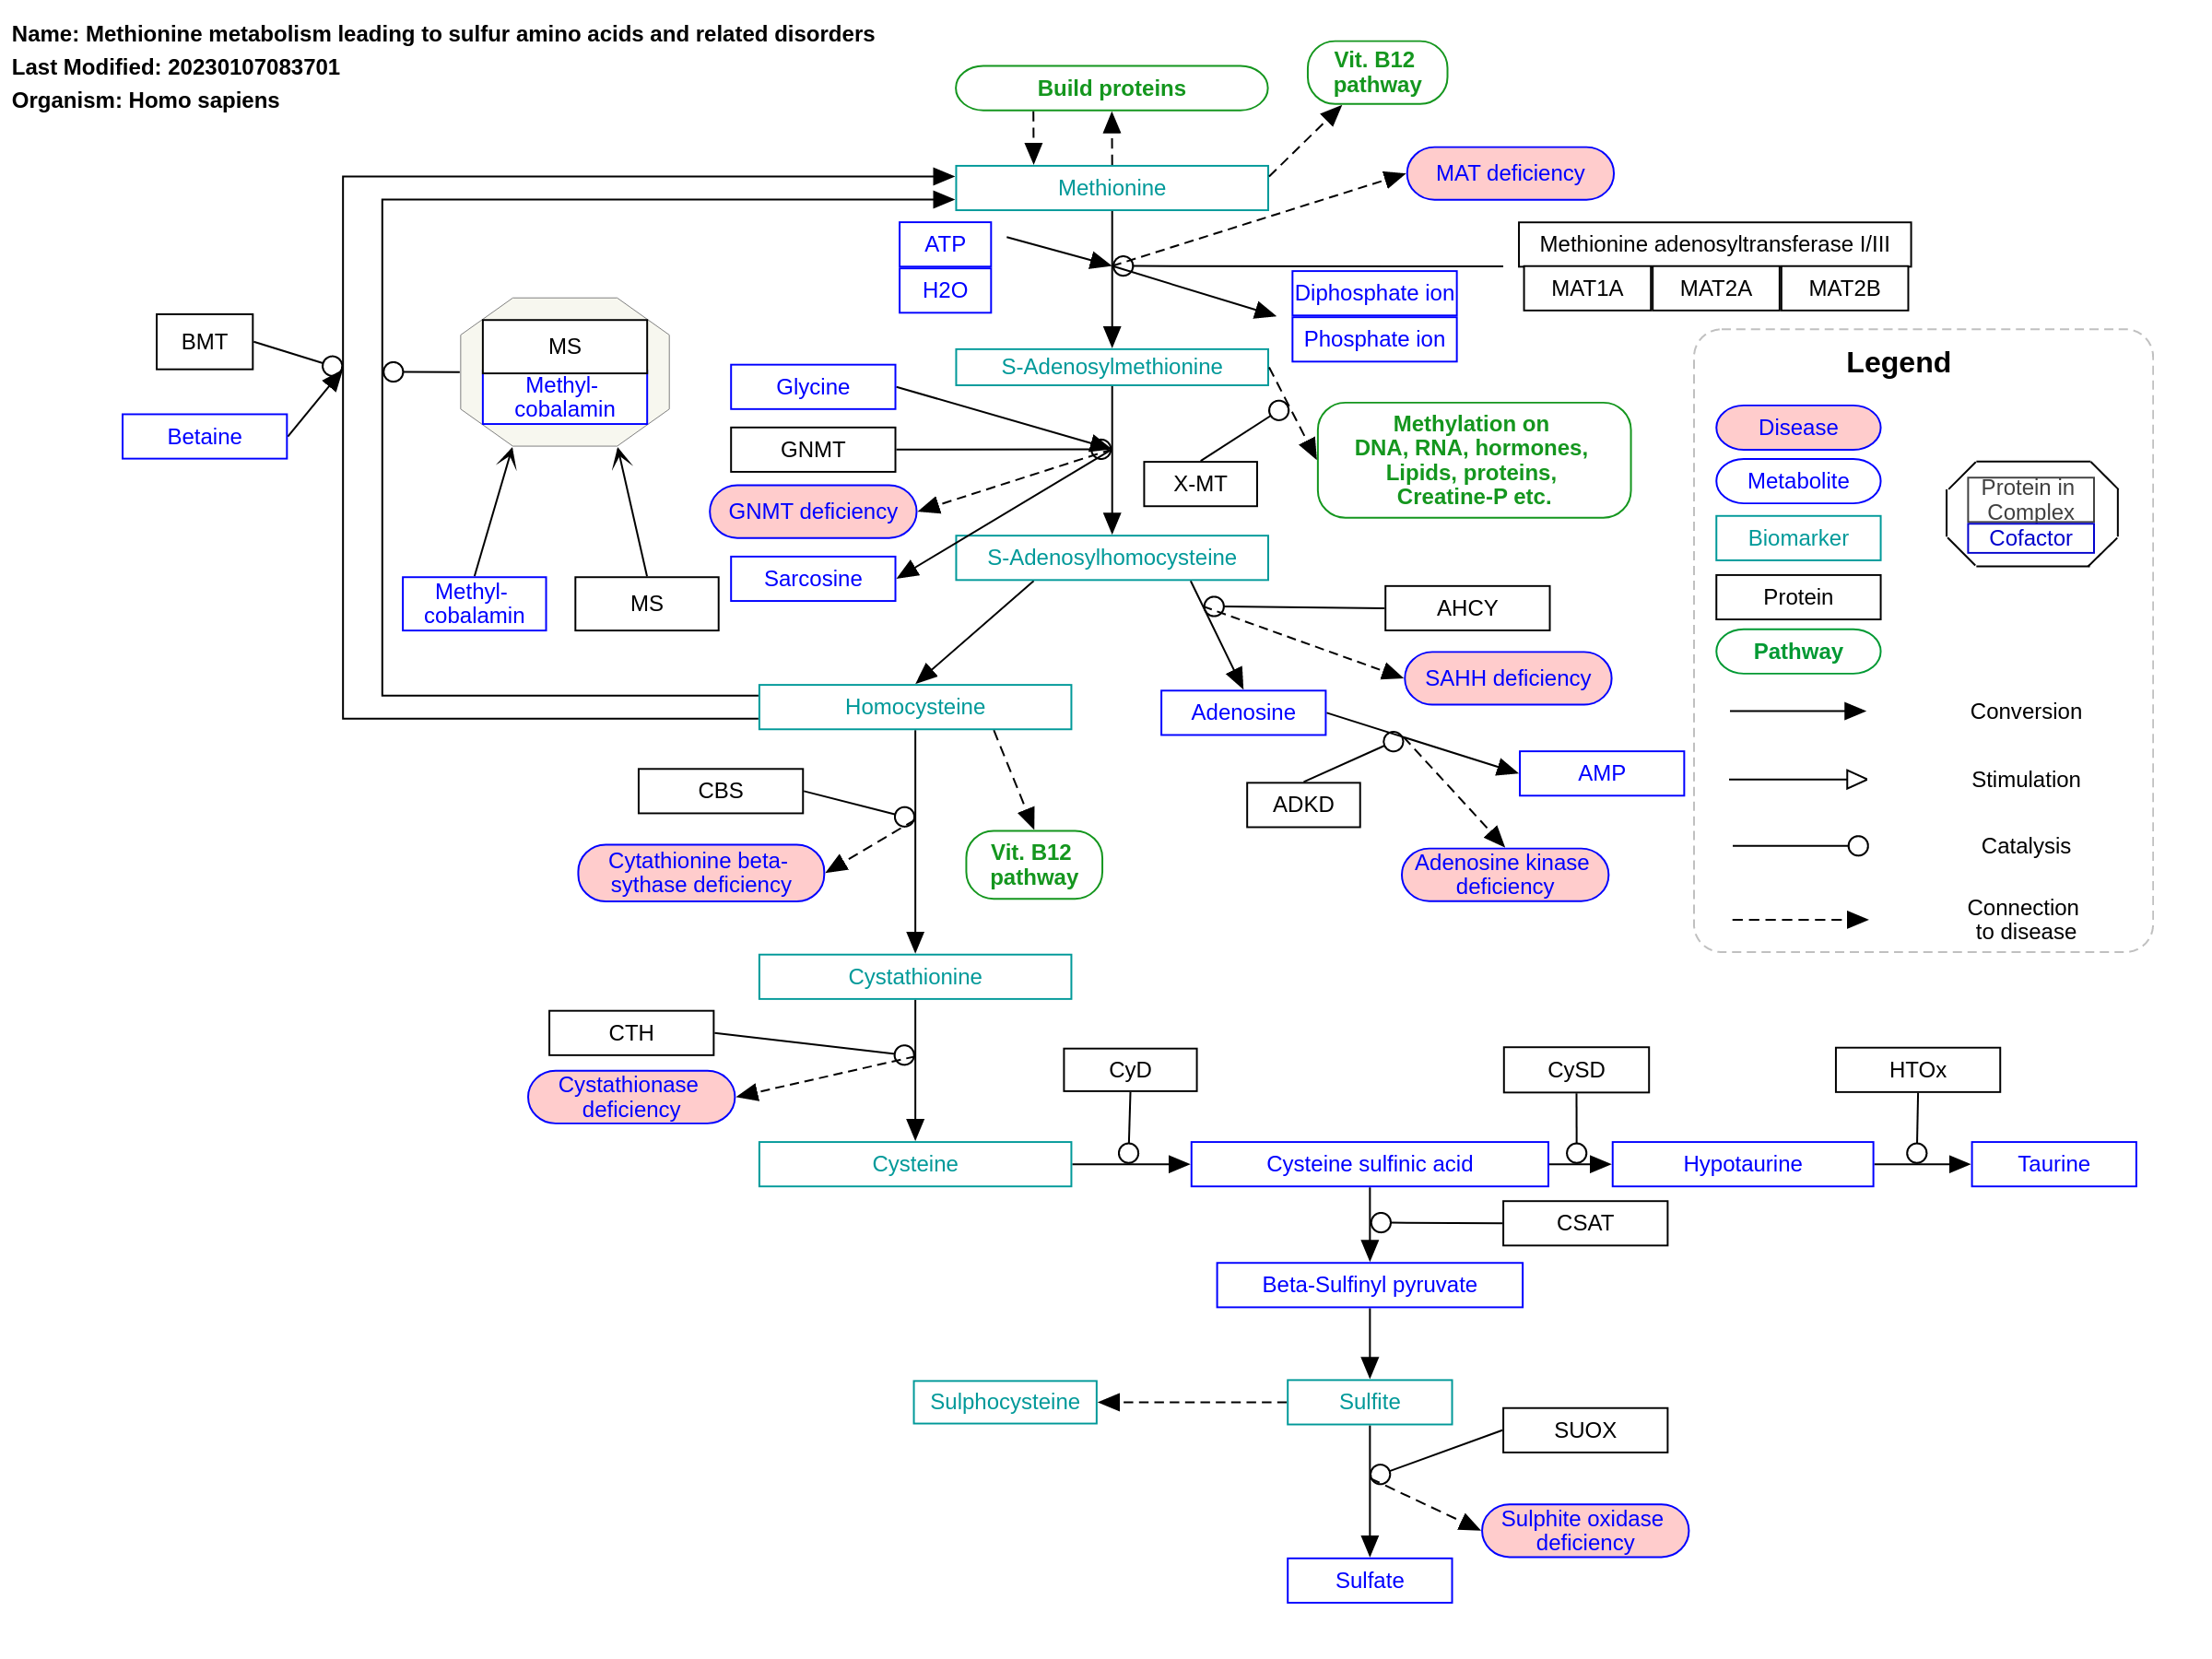 Name: Methionine metabolism leading to sulfur amino acids and related disorders
Last Modified: 20230107083701
Organism: Homo sapiens
Build proteins
Vit. B12
pathway
Methionine
MAT deficiency
ATP
H2O
Methionine adenosyltransferase I/III
MAT1A
MAT2A
MAT2B
Diphosphate ion
Phosphate ion
BMT
Betaine
MS
Methyl-
cobalamin
S-Adenosylmethionine
Glycine
GNMT
GNMT deficiency
Sarcosine
X-MT
Methylation on
DNA, RNA, hormones,
Lipids, proteins,
Creatine-P etc.
Methyl-
cobalamin
MS
S-Adenosylhomocysteine
AHCY
SAHH deficiency
Homocysteine
Adenosine
AMP
ADKD
Adenosine kinase
deficiency
CBS
Cytathionine beta-
sythase deficiency
Vit. B12
pathway
Cystathionine
CTH
Cystathionase
deficiency
CyD
CySD
HTOx
Cysteine
Cysteine sulfinic acid
Hypotaurine
Taurine
CSAT
Beta-Sulfinyl pyruvate
Sulphocysteine
Sulfite
SUOX
Sulphite oxidase
deficiency
Sulfate
Legend
Disease
Metabolite
Biomarker
Protein
Pathway
Protein in
Complex
Cofactor
Conversion
Stimulation
Catalysis
Connection
to disease